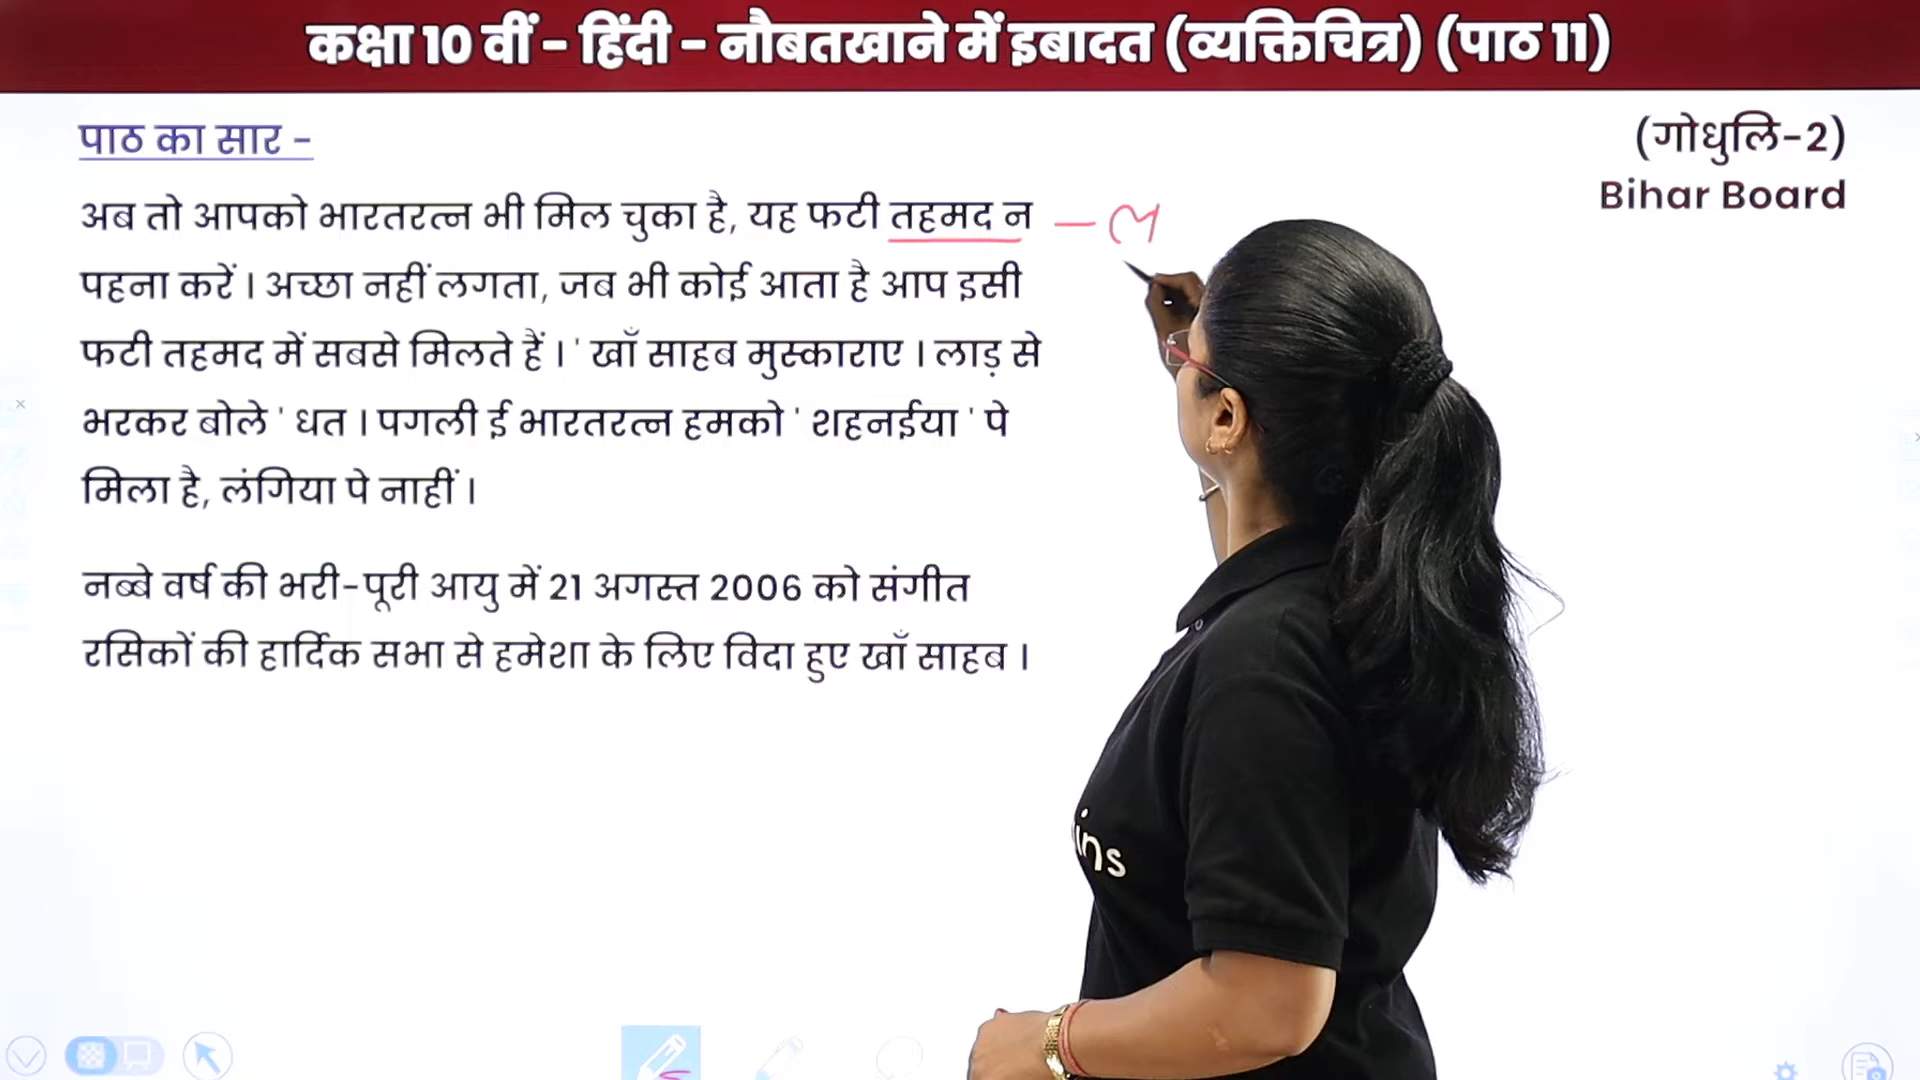 कक्षा 10 वीं - हिंदी - नौबतखाने में इबादत (व्यक्तिचित्र) (पाठ 11)
(गोधुलि-2)
Bihar Board
पाठ का सार -
अब तो आपको भारतरत्न भी मिल चुका है, यह फटी तहमद न - ल
पहना करें । अच्छा नहीं लगता, जब भी कोई आता है आप इसी
फटी तहमद में सबसे मिलते हैं । ' खाँ साहब मुस्काराए । लाड़ से
भरकर बोले ' धत । पगली ई भारतरत्न हमको ' शहनईया ' पे
मिला है, लंगिया पे नाहीं ।
नब्बे वर्ष की भरी-पूरी आयु में 21 अगस्त 2006 को संगीत
रसिकों की हार्दिक सभा से हमेशा के लिए विदा हुए खाँ साहब ।
ins